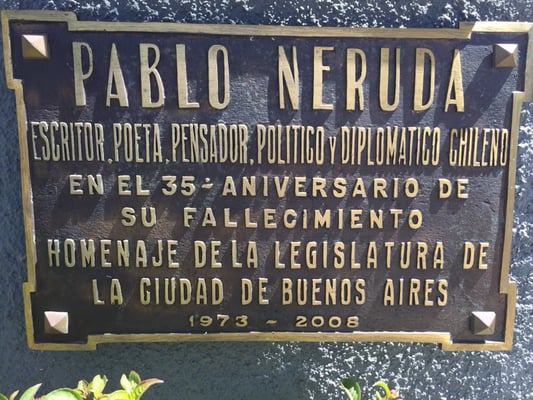 PABLO NERUDA
ESCRITOR, POETA, PENSADOR, POLITICO Y DIPLOMATICO CHILENO
EN EL 35- ANIVERSARIO DE
SU FALLECIMIENTO
HOMENAJE DE LA LEGISLATURA DE
LA CIUDAD DE BUENOS AIRES
1973 - 2008